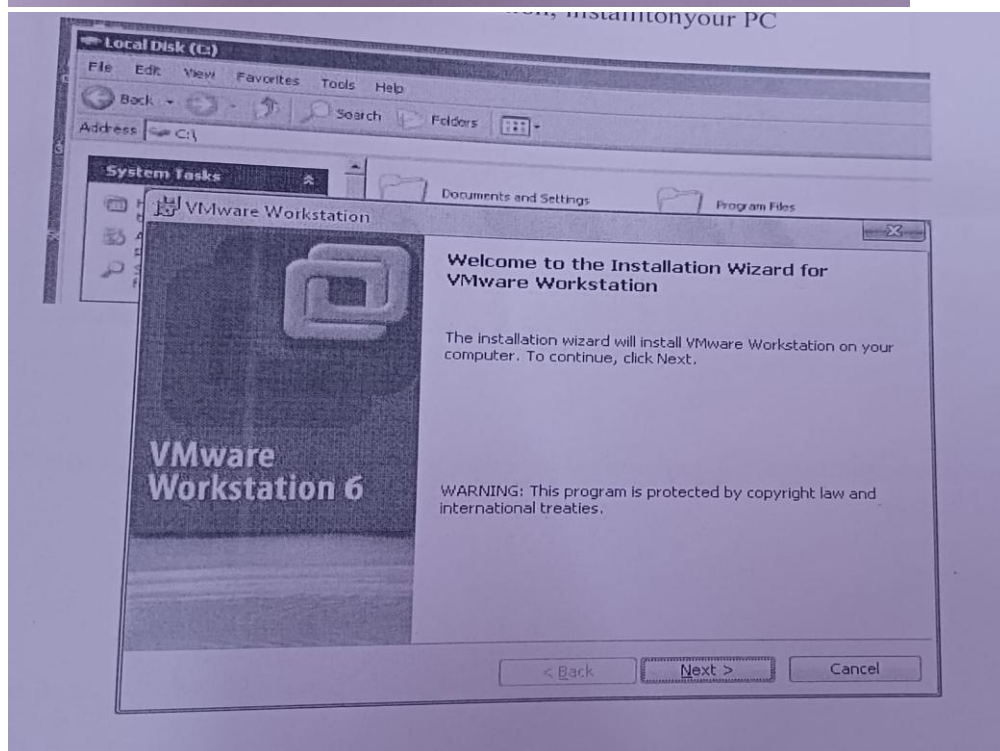 installitonyour PC
Local Disk (C:)
File Edit View Favorites Tools Help
Back Search Folders
Address C:\
System Tasks
Documents and Settings
Program Files
VMware Workstation
Welcome to the Installation Wizard for
VMware Workstation
The installation wizard will install VMware Workstation on your
computer. To continue, click Next.
VMware
Workstation 6
WARNING: This program is protected by copyright law and
international treaties.
< Back
Next >
Cancel